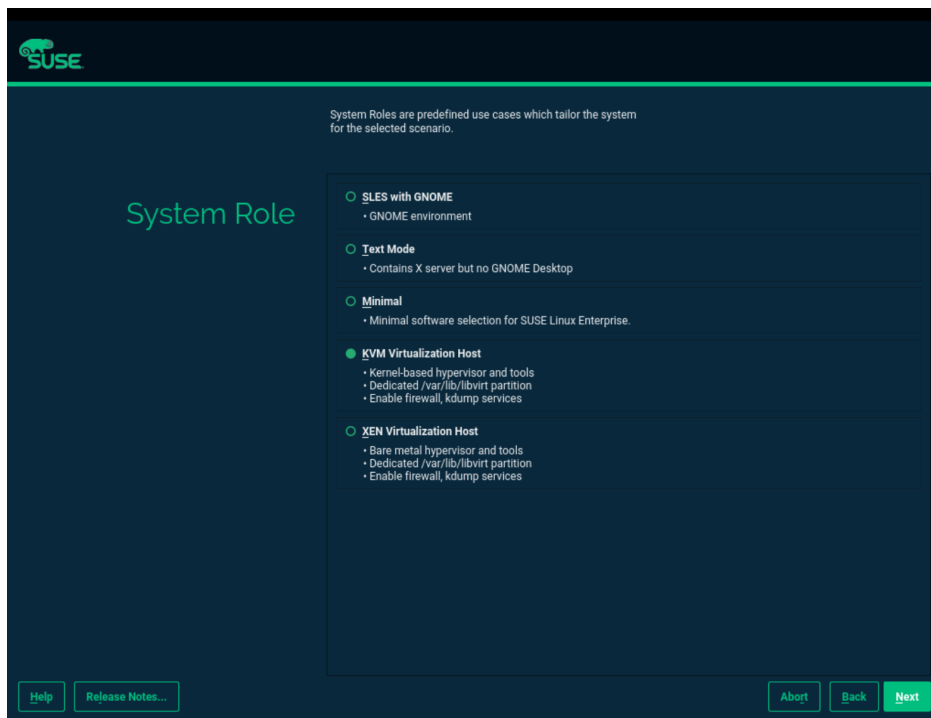 SUSE
System Roles are predefined use cases which tailor the system
for the selected scenario.
System Role
SLES with GNOME
• GNOME environment
Text Mode
• Contains X server but no GNOME Desktop
Minimal
• Minimal software selection for SUSE Linux Enterprise.
KVM Virtualization Host
• Kernel-based hypervisor and tools
• Dedicated /var/lib/libvirt partition
• Enable firewall, kdump services
XEN Virtualization Host
• Bare metal hypervisor and tools
• Dedicated /var/lib/libvirt partition
• Enable firewall, kdump services
Help Release Notes... Abort Back Next